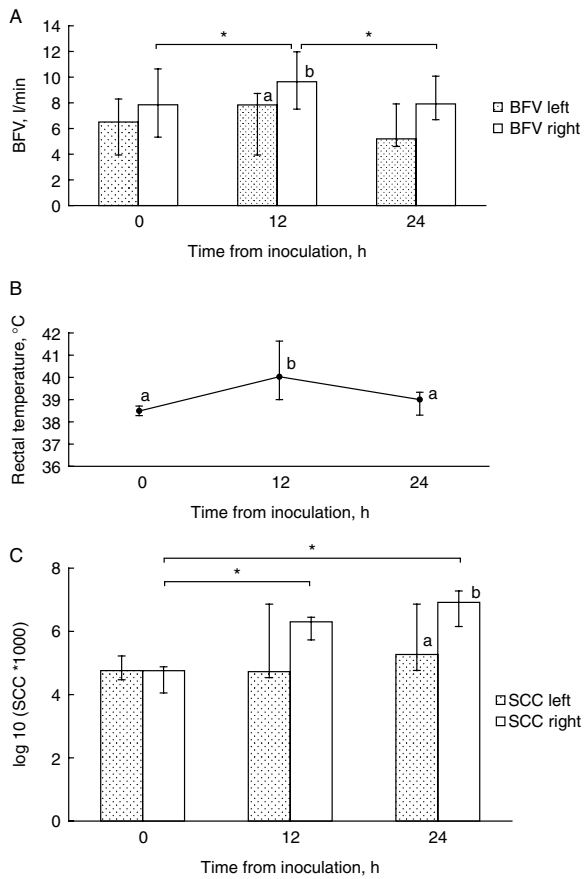 A
*
*
14
12
10
8
6
4
2
0
BFV, l/min
a
b
BFV left
BFV right
0
12
24
Time from inoculation, h
B
42
41
40
39
38
37
36
Rectal temperature, °C
a
b
a
0
12
24
Time from inoculation, h
C
*
*
8
6
4
2
0
log 10 (SCC *1000)
a
b
SCC left
SCC right
0
12
24
Time from inoculation, h